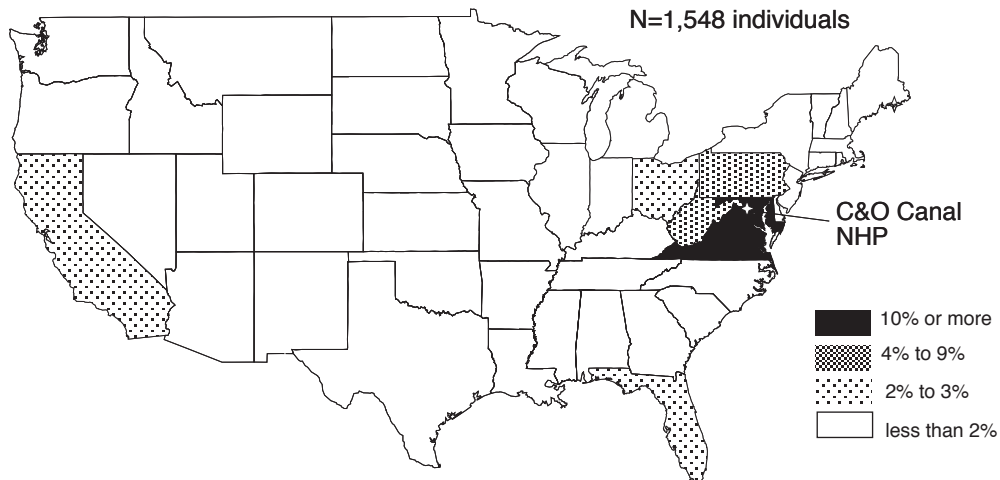 N=1,548 individuals
C&O Canal
NHP
10% or more
4% to 9%
2% to 3%
less than 2%